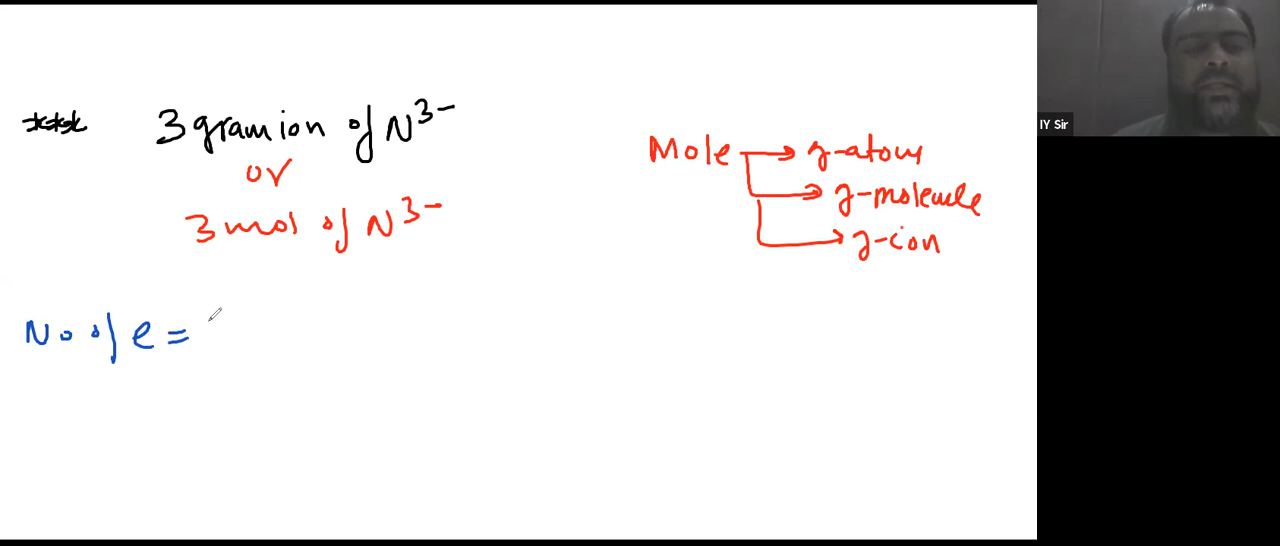 *** 3 gram ion of N³⁻
or
3 mol of N³⁻
Mole → g-atom
→ g-molecule
→ g-ion
No of e =
IY Sir